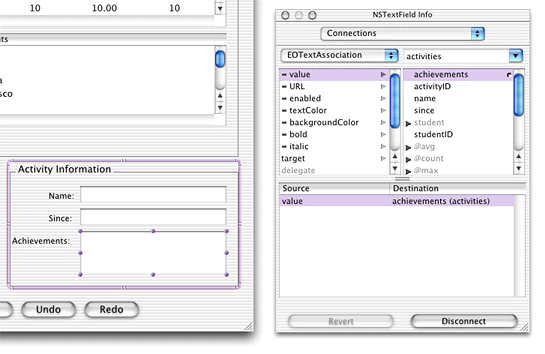 10 10.00 10
nts
a
sco
Activity Information
Name:
Since:
Achievements:
Undo Redo
NSTextField Info
Connections
EOTextAssociation activities
value
URL
enabled
textColor
backgroundColor
bold
italic
target
delegate
achievements
activityID
name
since
student
studentID
@avg
@count
@max
Source Destination
value achievements (activities)
Revert Disconnect